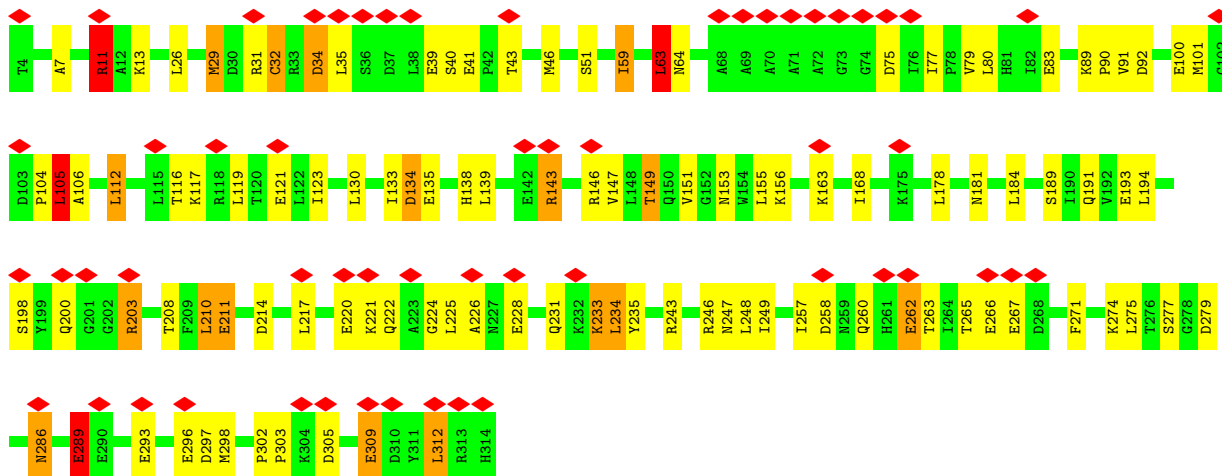 T4 A7 R11 A12 K13 L26 M29 D30 R31 C32 R33 D34 L35 S36 D37 L38 E39 S40 E41 P42 T43 M46 S51 I59 L63 N64 A68 A69 A70 A71 A72 G73 G74 D75 I76 I77 P78 V79 L80 H81 I82 E83 K89 P90 V91 D92 E100 M101 G102
D103 P104 L105 A106 L112 L115 T116 K117 R118 L119 T120 E121 L122 I123 L130 I133 D134 E135 H138 L139 E142 R143 R146 V147 L148 T149 Q150 V151 G152 N153 W154 L155 K156 K163 I168 K175 L178 N181 L184 S189 I190 Q191 V192 E193 L194
S198 Y199 Q200 G201 G202 R203 T208 F209 L210 E211 D214 L217 E220 K221 Q222 A223 G224 L225 A226 N227 E228 Q231 K232 K233 L234 Y235 R243 R246 N247 L248 I249 I257 D258 N259 Q260 H261 E262 T263 I264 T265 E266 E267 D268 F271 K274 L275 T276 S277 G278 D279
N286 E289 E290 E293 E296 D297 M298 P302 P303 K304 D305 E309 D310 Y311 L312 R313 H314